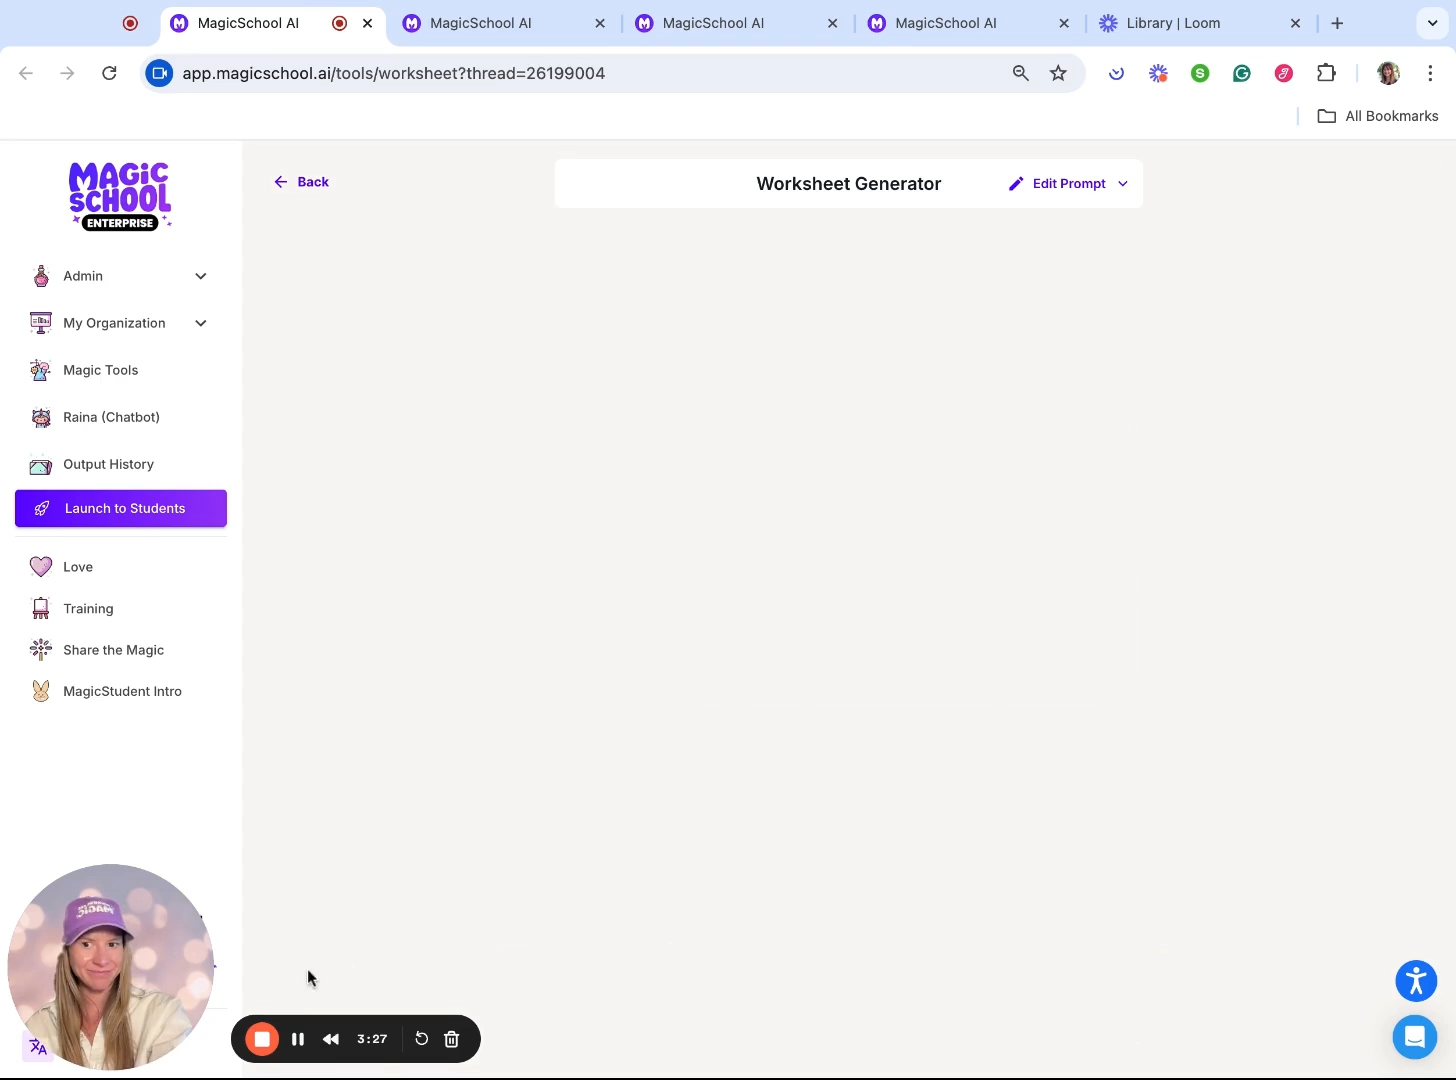 MagicSchool AI
MagicSchool AI
MagicSchool AI
MagicSchool AI
Library | Loom
app.magicschool.ai/tools/worksheet?thread=26199004
All Bookmarks
MAGIC
SCHOOL
ENTERPRISE
Back
Worksheet Generator
Edit Prompt
Admin
My Organization
Magic Tools
Raina (Chatbot)
Output History
Launch to Students
Love
Training
Share the Magic
MagicStudent Intro
3:27